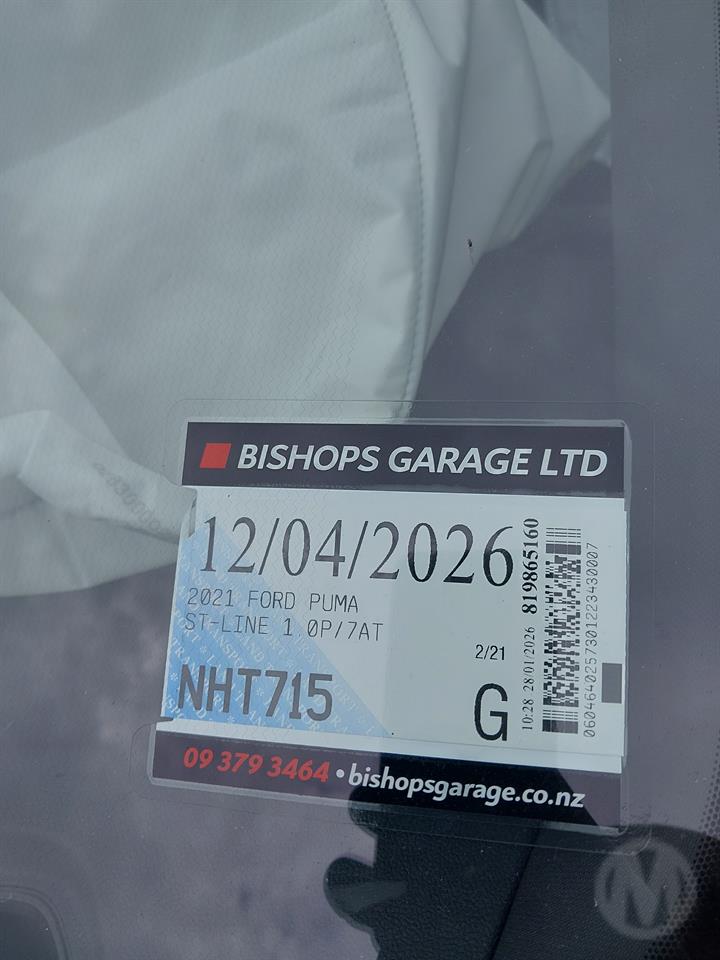 BISHOPS GARAGE LTD
12/04/2026
2021 FORD PUMA
ST-LINE 1.0P/7AT
2/21
NHT715
G
10:28 28/01/2026 819865160
0604640257301223430007
09 379 3464 • bishopsgarage.co.nz
M